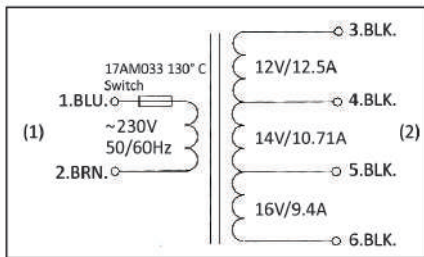 3.BLK.
17AM033 130° C
Switch
12V/12.5A
1.BLU.
4.BLK.
(1)
~230V
50/60Hz
14V/10.71A
(2)
2.BRN.
5.BLK.
16V/9.4A
6.BLK.